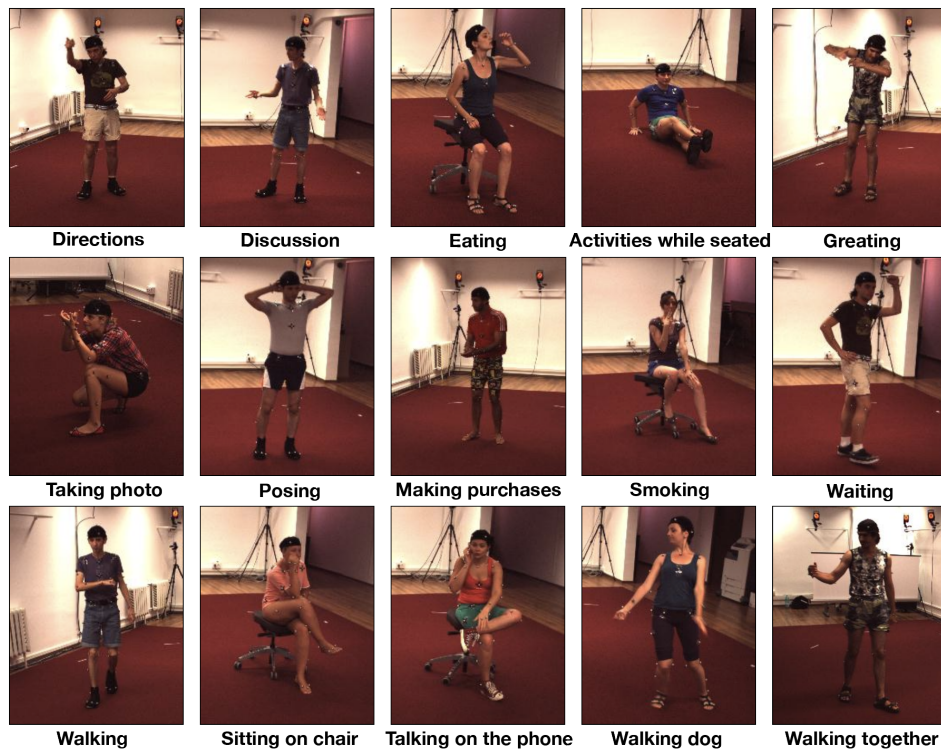 Directions
Discussion
Eating
Activities while seated
Greating
Taking photo
Posing
Making purchases
Smoking
Waiting
Walking
Sitting on chair
Talking on the phone
Walking dog
Walking together